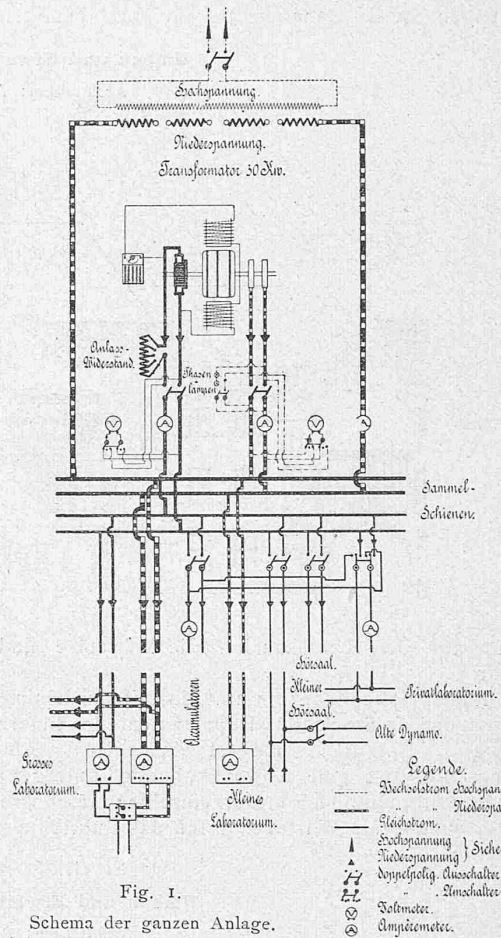 Hochspannung.
Niederspannung.
Transformator 30 Kw.
Anlass-
Widerstand.
Phasen
lampen
V
A
A
V
A
Sammel-
Schienen.
A
A
Accumulatoren
Hörsaal.
Kleiner
Hörsaal.
Privatlaboratorium.
Alte Dynamo.
Grosses
Laboratorium.
A
A
A
Kleines
Laboratorium.
Legende.
Wechselstrom Hochspan
" " Niederspa
Gleichstrom.
Hochspannung
Niederspannung } Siche
doppelpolig. Ausschalter
" . Umschalter
V Voltmeter.
A Ampèremeter.
Fig. 1.
Schema der ganzen Anlage.